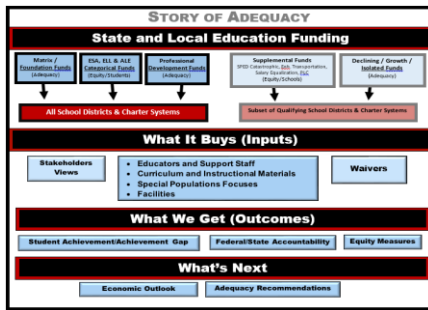 STORY OF ADEQUACY
State and Local Education Funding
Matrix /
Foundation Funds
(Adequacy)
ESA, ELL & ALE
Categorical Funds
(Equity/Students)
Professional
Development Funds
(Adequacy)
Supplemental Funds
SPED Catastrophic, Enh. Transportation,
Salary Equalization, PLC
(Equity/Schools)
Declining / Growth /
Isolated Funds
(Adequacy)
All School Districts & Charter Systems
Subset of Qualifying School Districts & Charter Systems
What It Buys (Inputs)
Stakeholders
Views
• Educators and Support Staff
• Curriculum and Instructional Materials
• Special Populations Focuses
• Facilities
Waivers
What We Get (Outcomes)
Student Achievement/Achievement Gap
Federal/State Accountability
Equity Measures
What's Next
Economic Outlook
Adequacy Recommendations